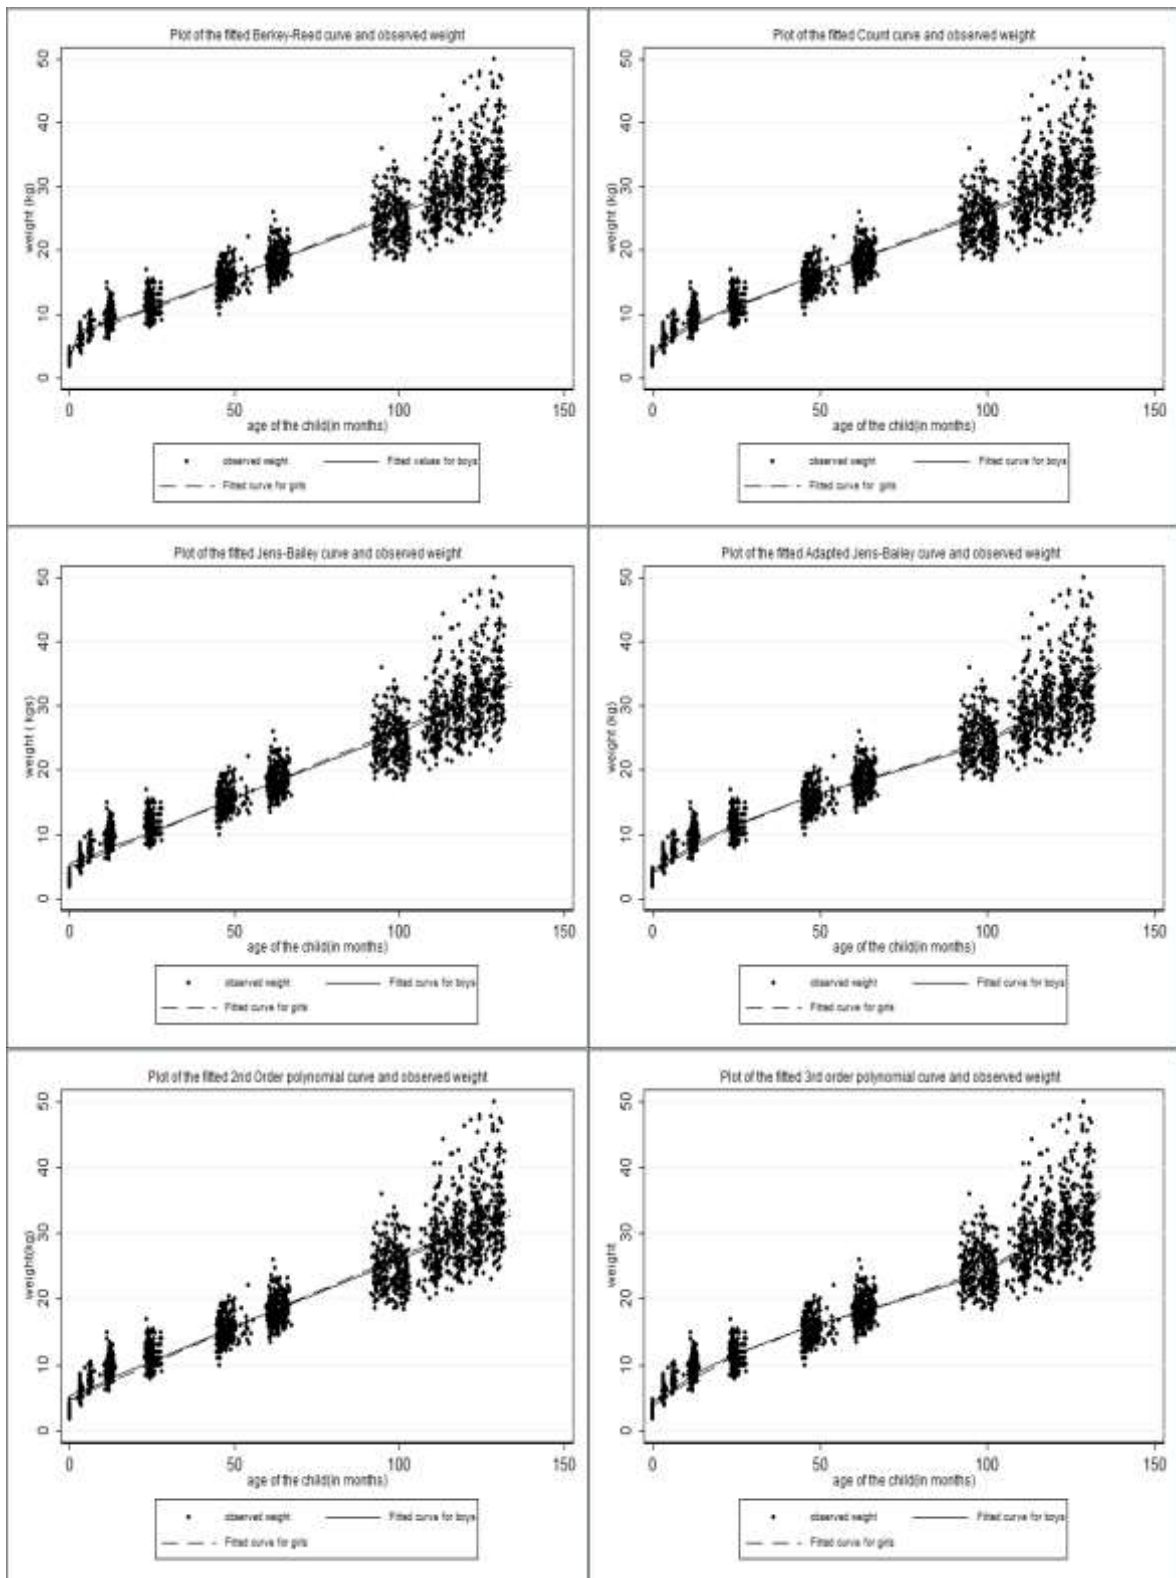 Plot of the fitted Berkey-Reed curve and observed weight
weight (kg)
50
40
30
20
10
0
0 50 100 150
age of the child(in months)
observed weight Fitted values for boys
Fitted curve for girls
Plot of the fitted Count curve and observed weight
weight (kg)
50
40
30
20
10
0
0 50 100 150
age of the child(in months)
observed weight Fitted curve for boys
Fitted curve for girls
Plot of the fitted Jens-Bailey curve and observed weight
weight ( kgs)
50
40
30
20
10
0
0 50 100 150
age of the child(in months)
observed weight Fitted curve for boys
Fitted curve for girls
Plot of the fitted Adapted Jens-Bailey curve and observed weight
weight (kg)
50
40
30
20
10
0
0 50 100 150
age of the child(in months)
observed weight Fitted curve for boys
Fitted curve for girls
Plot of the fitted 2nd Order polynomial curve and observed weight
weight(kg)
50
40
30
20
10
0
0 50 100 150
age of the child(in months)
observed weight Fitted curve for boys
Fitted curve for girls
Plot of the fitted 3rd order polynomial curve and observed weight
weight
50
40
30
20
10
0
0 50 100 150
age of the child(in months)
observed weight Fitted curve for boys
Fitted curve for girls